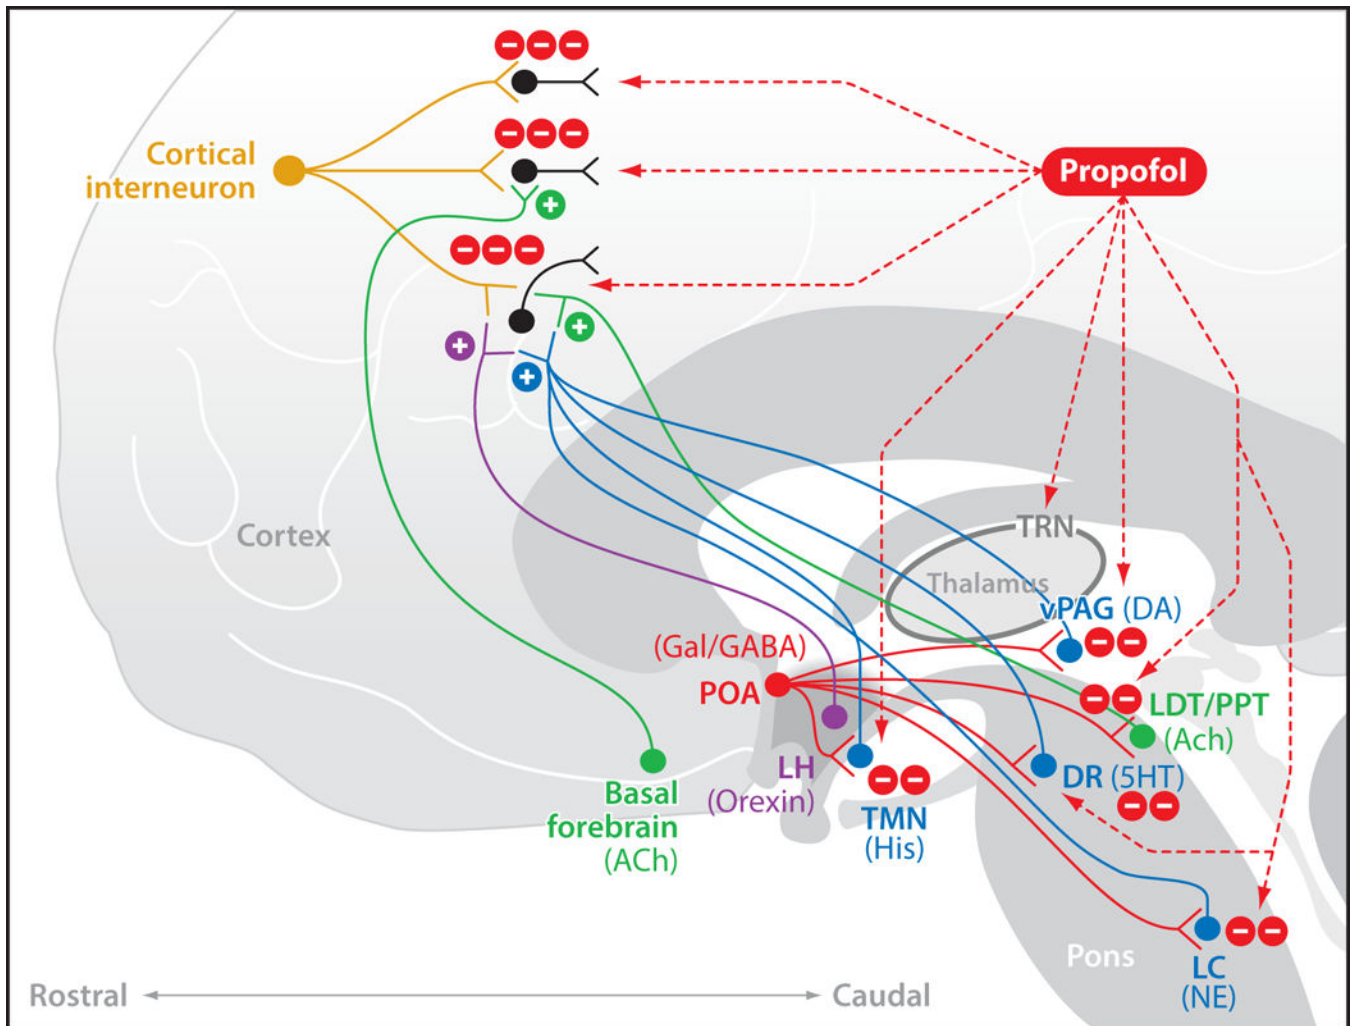 Propofol
Cortical
interneuron
Cortex
TRN
Thalamus
vPAG (DA)
(Gal/GABA)
POA
LDT/PPT
(Ach)
LH
(Orexin)
DR (5HT)
Basal
forebrain
(ACh)
TMN
(His)
Pons
LC
(NE)
Rostral
Caudal